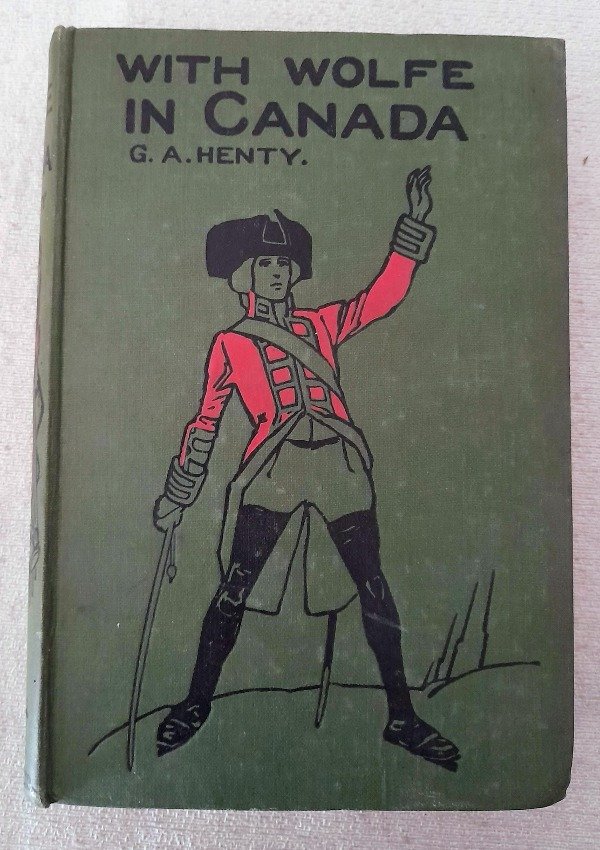 WITH WOLFE
IN CANADA
G. A. HENTY.